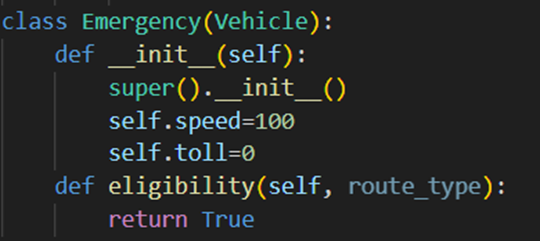 class Emergency(Vehicle):
    def __init__(self):
        super().__init__()
        self.speed=100
        self.toll=0
    def eligibility(self, route_type):
        return True